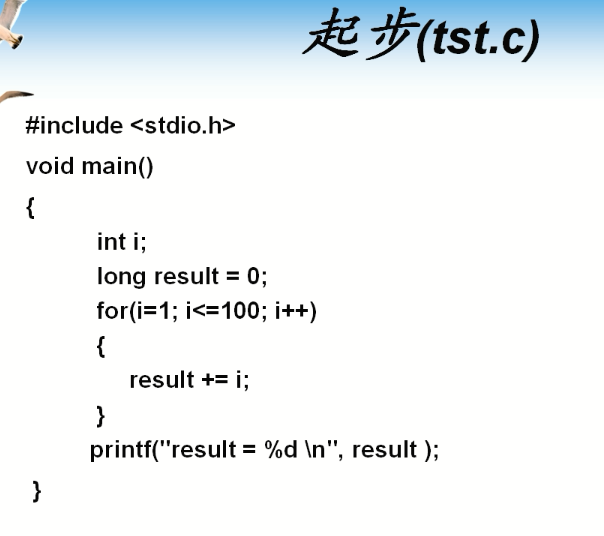 起步(tst.c)
#include <stdio.h>
void main()
{
int i;
long result = 0;
for(i=1; i<=100; i++)
{
result += i;
}
printf("result = %d \n", result );
}